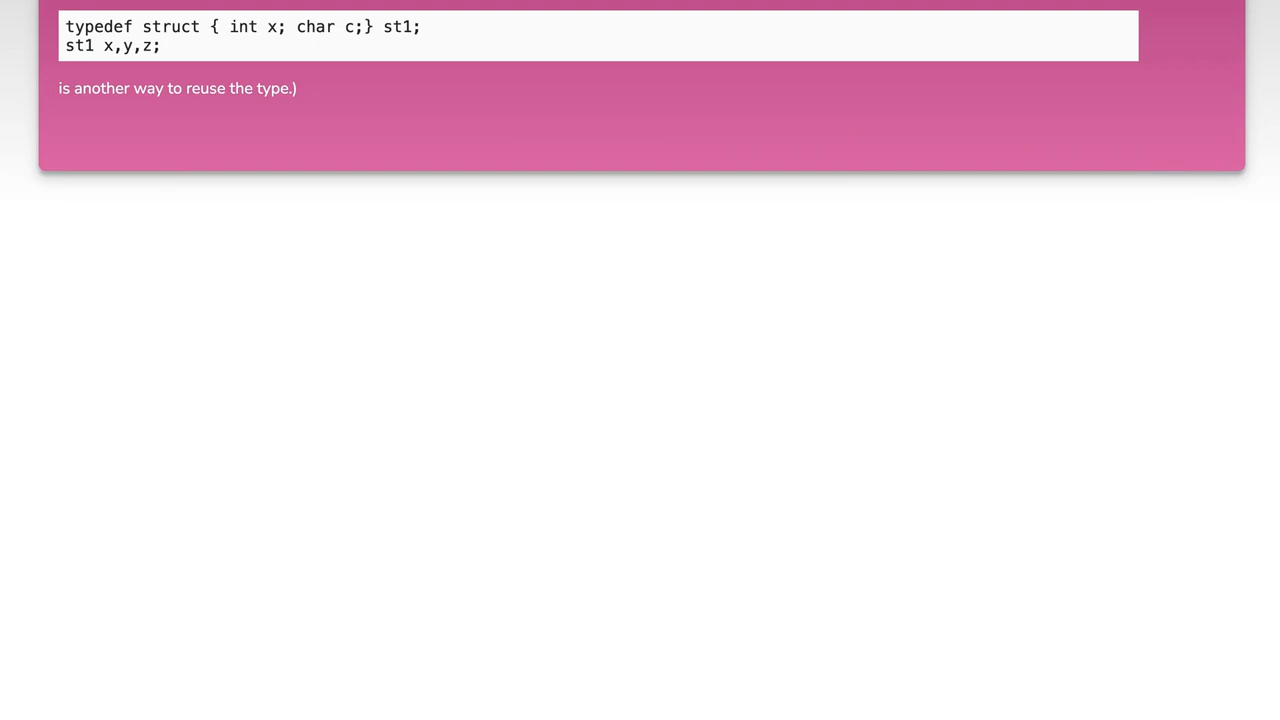 typedef struct { int x; char c;} st1;
st1 x,y,z;
is another way to reuse the type.)